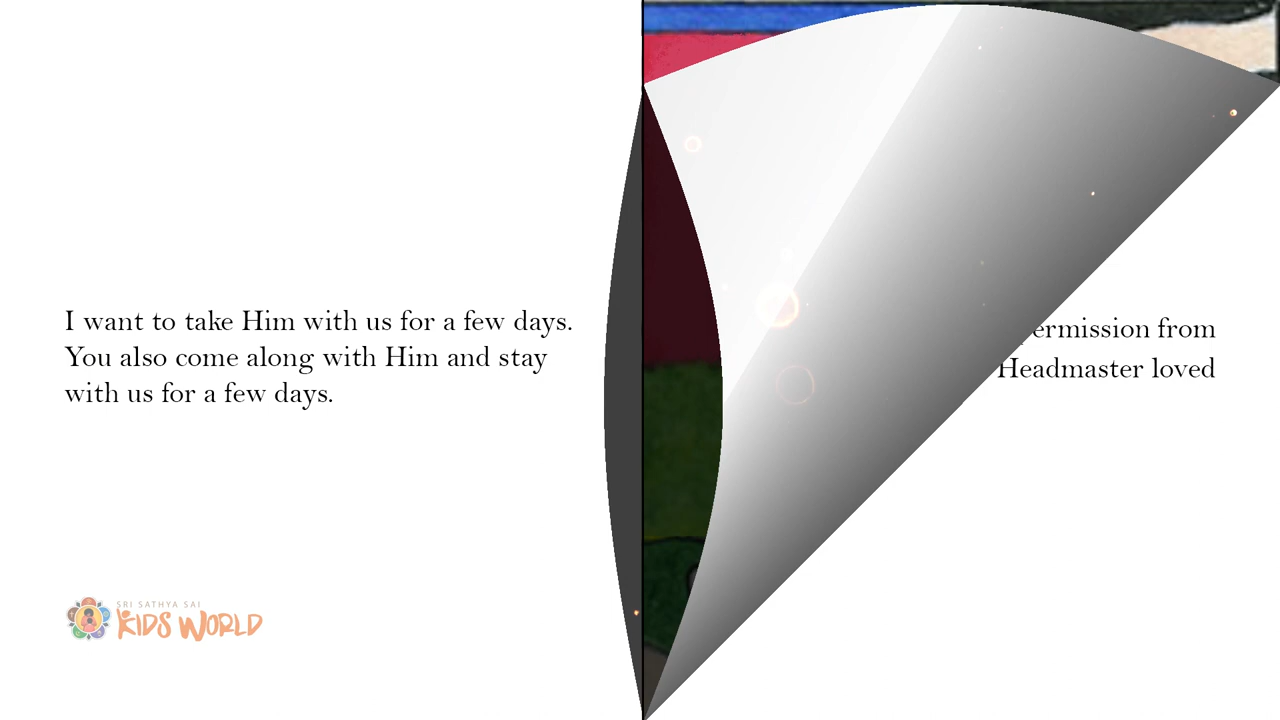 I want to take Him with us for a few days.
You also come along with Him and stay
with us for a few days.
from
Headmaster loved
SRI SATHYA SAI
KIDS WORLD